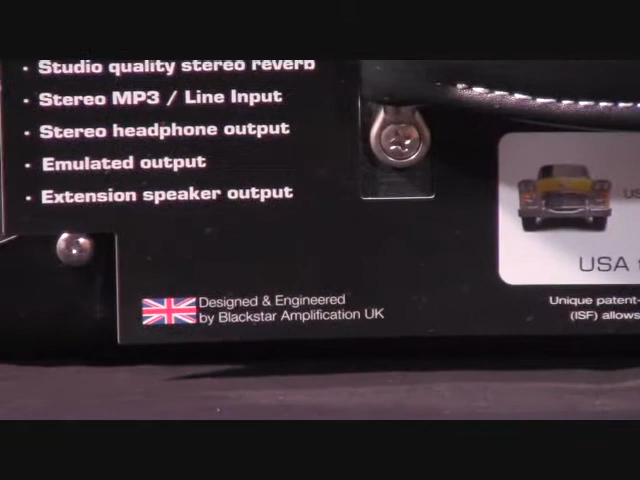 • Studio quality stereo reverb
• Stereo MP3 / Line Input
• Stereo headphone output
• Emulated output
• Extension speaker output
Designed & Engineered
by Blackstar Amplification UK
USA
Unique patent-
(ISF) allows